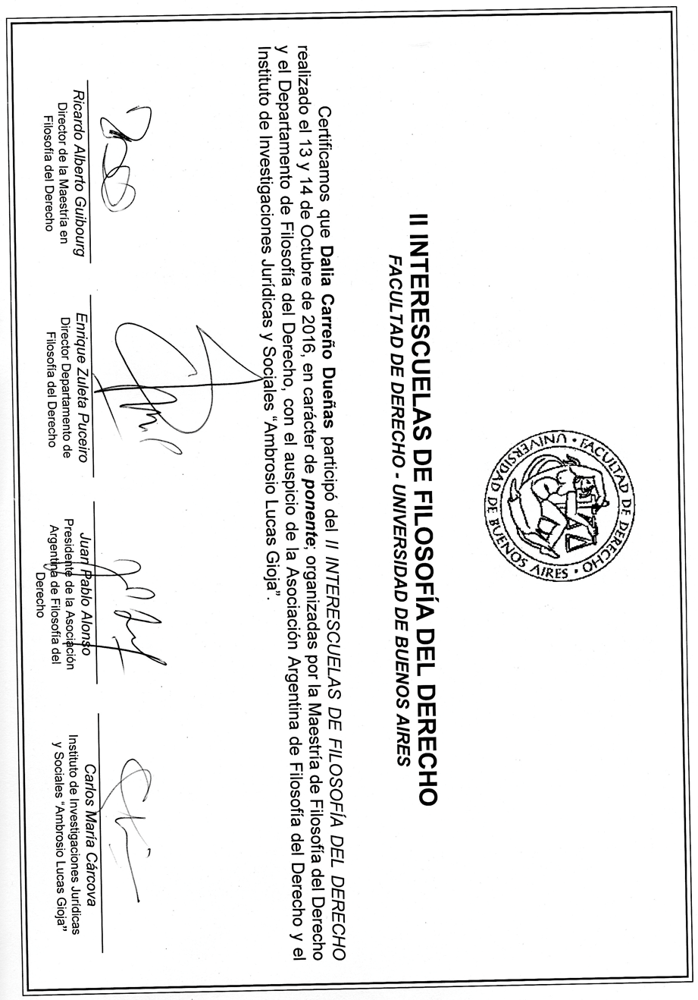 FACULTAD DE DERECHO · UNIVERSIDAD DE BUENOS AIRES ·
II INTERESCUELAS DE FILOSOFÍA DEL DERECHO
FACULTAD DE DERECHO - UNIVERSIDAD DE BUENOS AIRES
Certificamos que Dalia Carreño Dueñas participó del II INTERESCUELAS DE FILOSOFÍA DEL DERECHO
realizado el 13 y 14 de Octubre de 2016, en carácter de ponente; organizadas por la Maestría de Filosofía del Derecho
y el Departamento de Filosofía del Derecho, con el auspicio de la Asociación Argentina de Filosofía del Derecho y el
Instituto de Investigaciones Jurídicas y Sociales “Ambrosio Lucas Gioja”.
Ricardo Alberto Guibourg
Director de la Maestría en
Filosofía del Derecho
Enrique Zuleta Puceiro
Director Departamento de
Filosofía del Derecho
Juan Pablo Alonso
Presidente de la Asociación
Argentina de Filosofía del
Derecho
Carlos María Cárcova
Instituto de Investigaciones Jurídicas
y Sociales “Ambrosio Lucas Gioja”